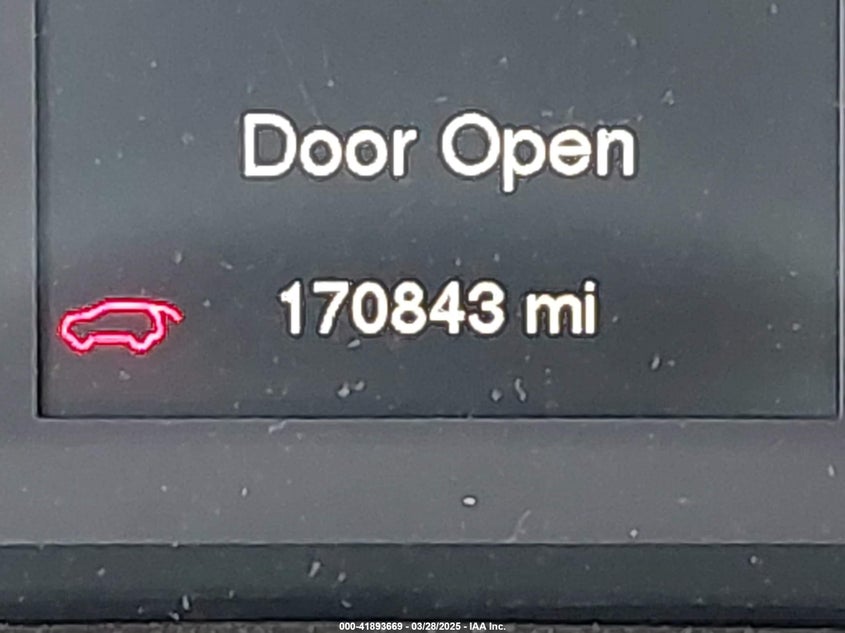 Door Open
170843 mi
000-41893669 - 03/28/2025 - IAA Inc.